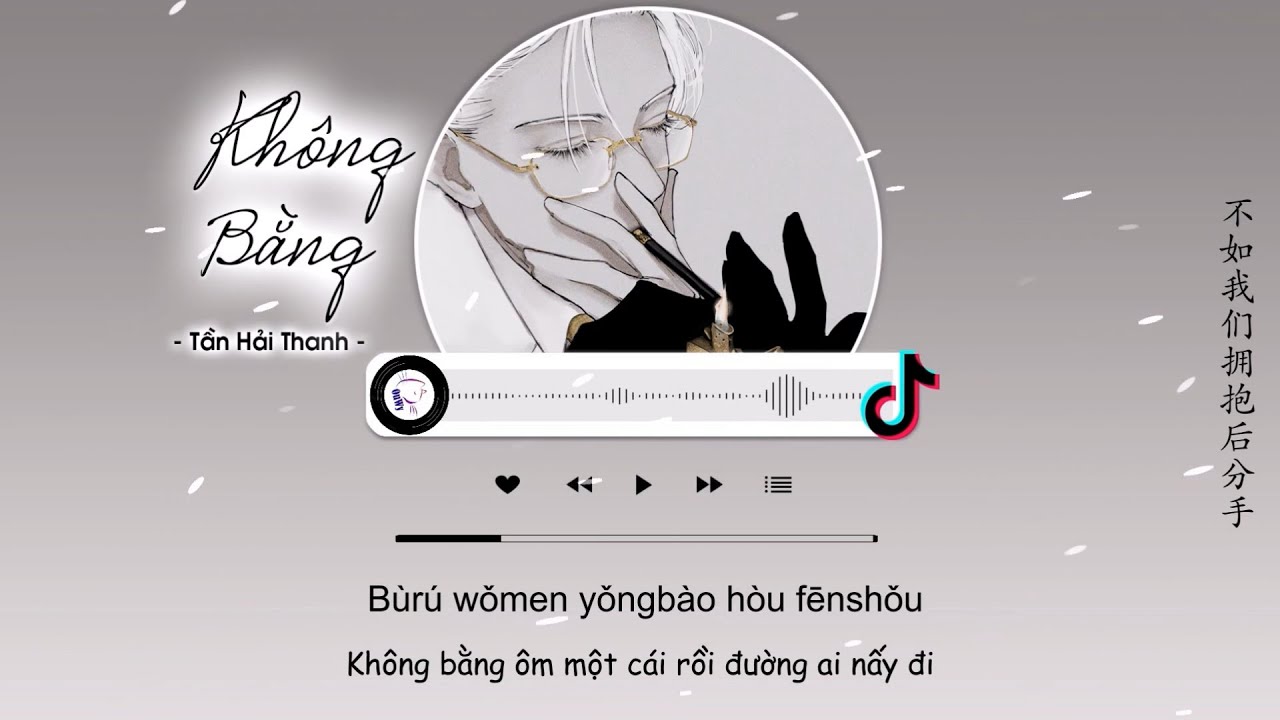 Không
Bằng
- Tần Hải Thanh -
不如我们拥抱后分手
Bùrú wǒmen yǒngbào hòu fēnshǒu
Không bằng ôm một cái rồi đường ai nấy đi